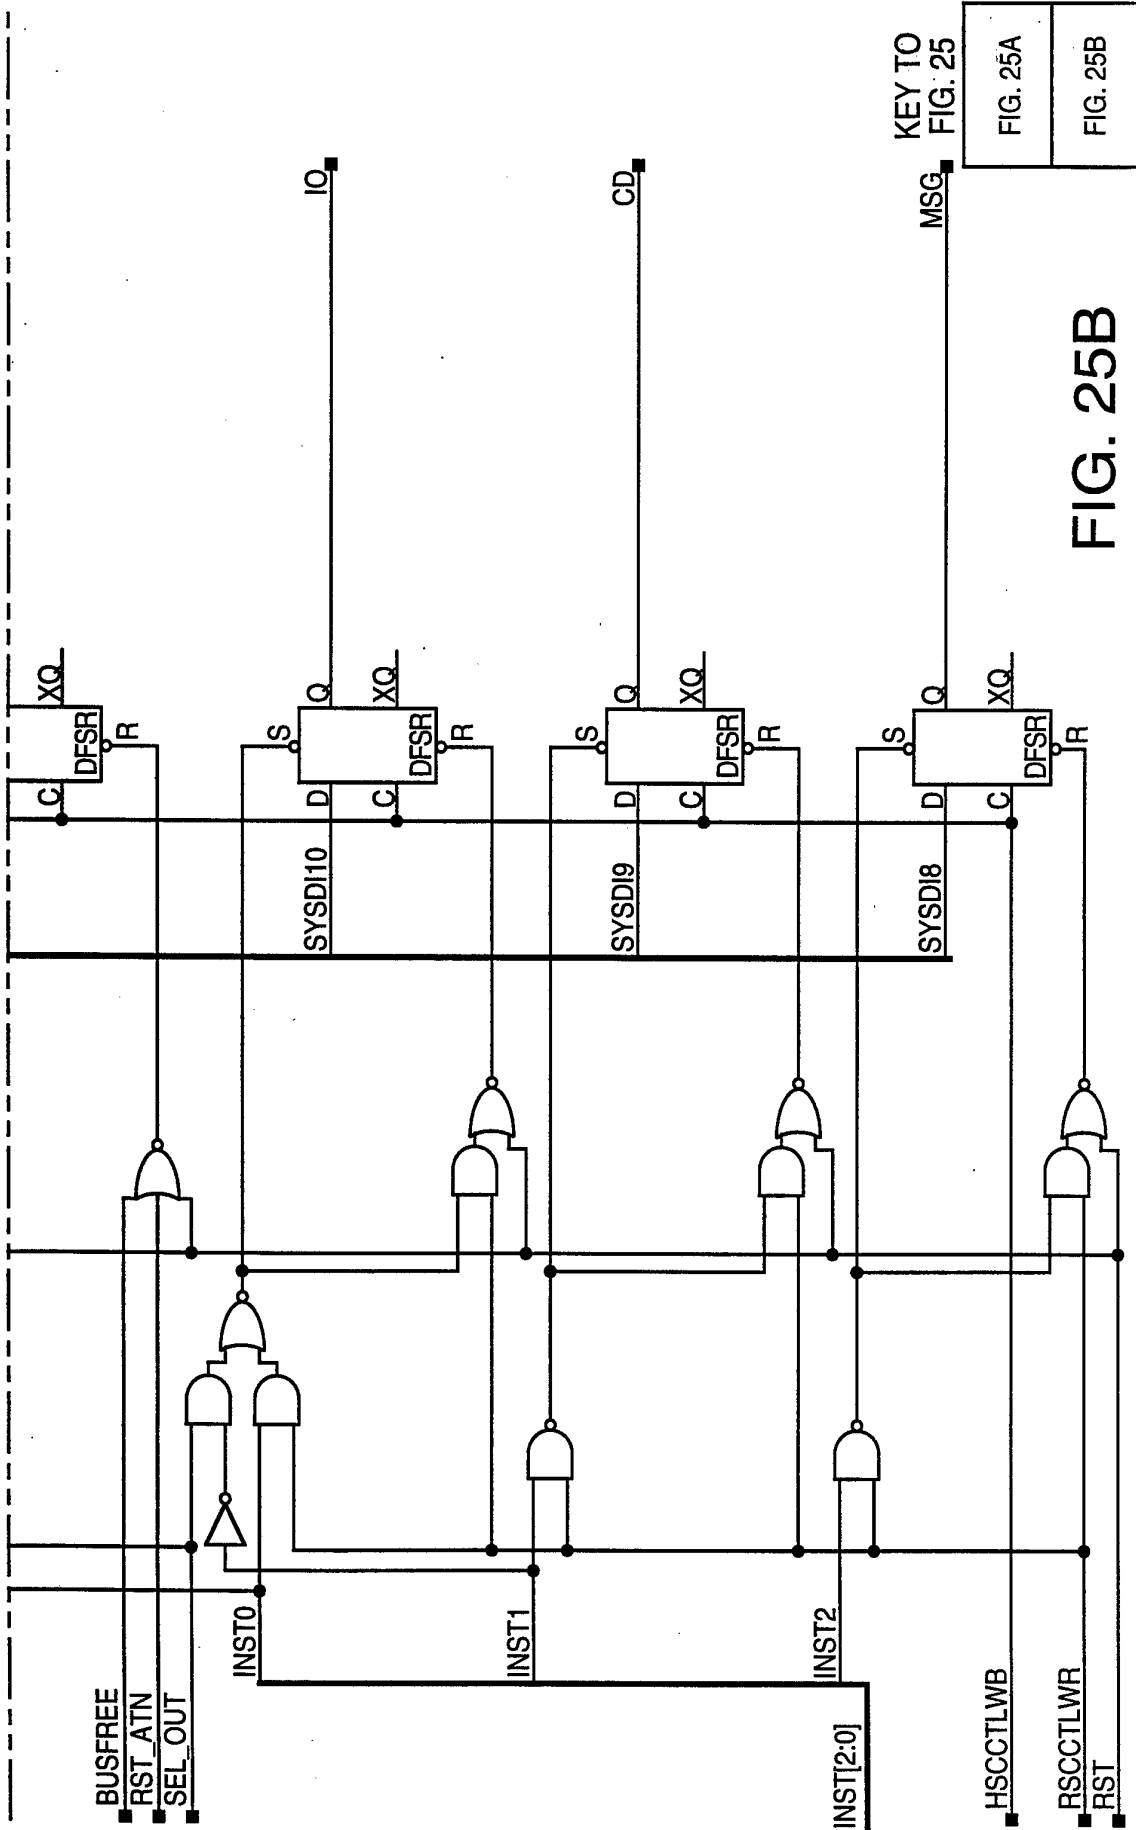 BUSFREE
RST_ATN
SEL_OUT
INST0
INST1
INST2
INST[2:0]
HSCCTLWB
RSCCTLWR
RST
C
XQ
DFSR
R
SYSDI10
D
S
Q
C
XQ
DFSR
R
IO
SYSDI9
D
S
Q
C
XQ
DFSR
R
CD
SYSDI8
D
S
Q
C
XQ
DFSR
R
MSG
KEY TO
FIG. 25
FIG. 25A
FIG. 25B
FIG. 25B